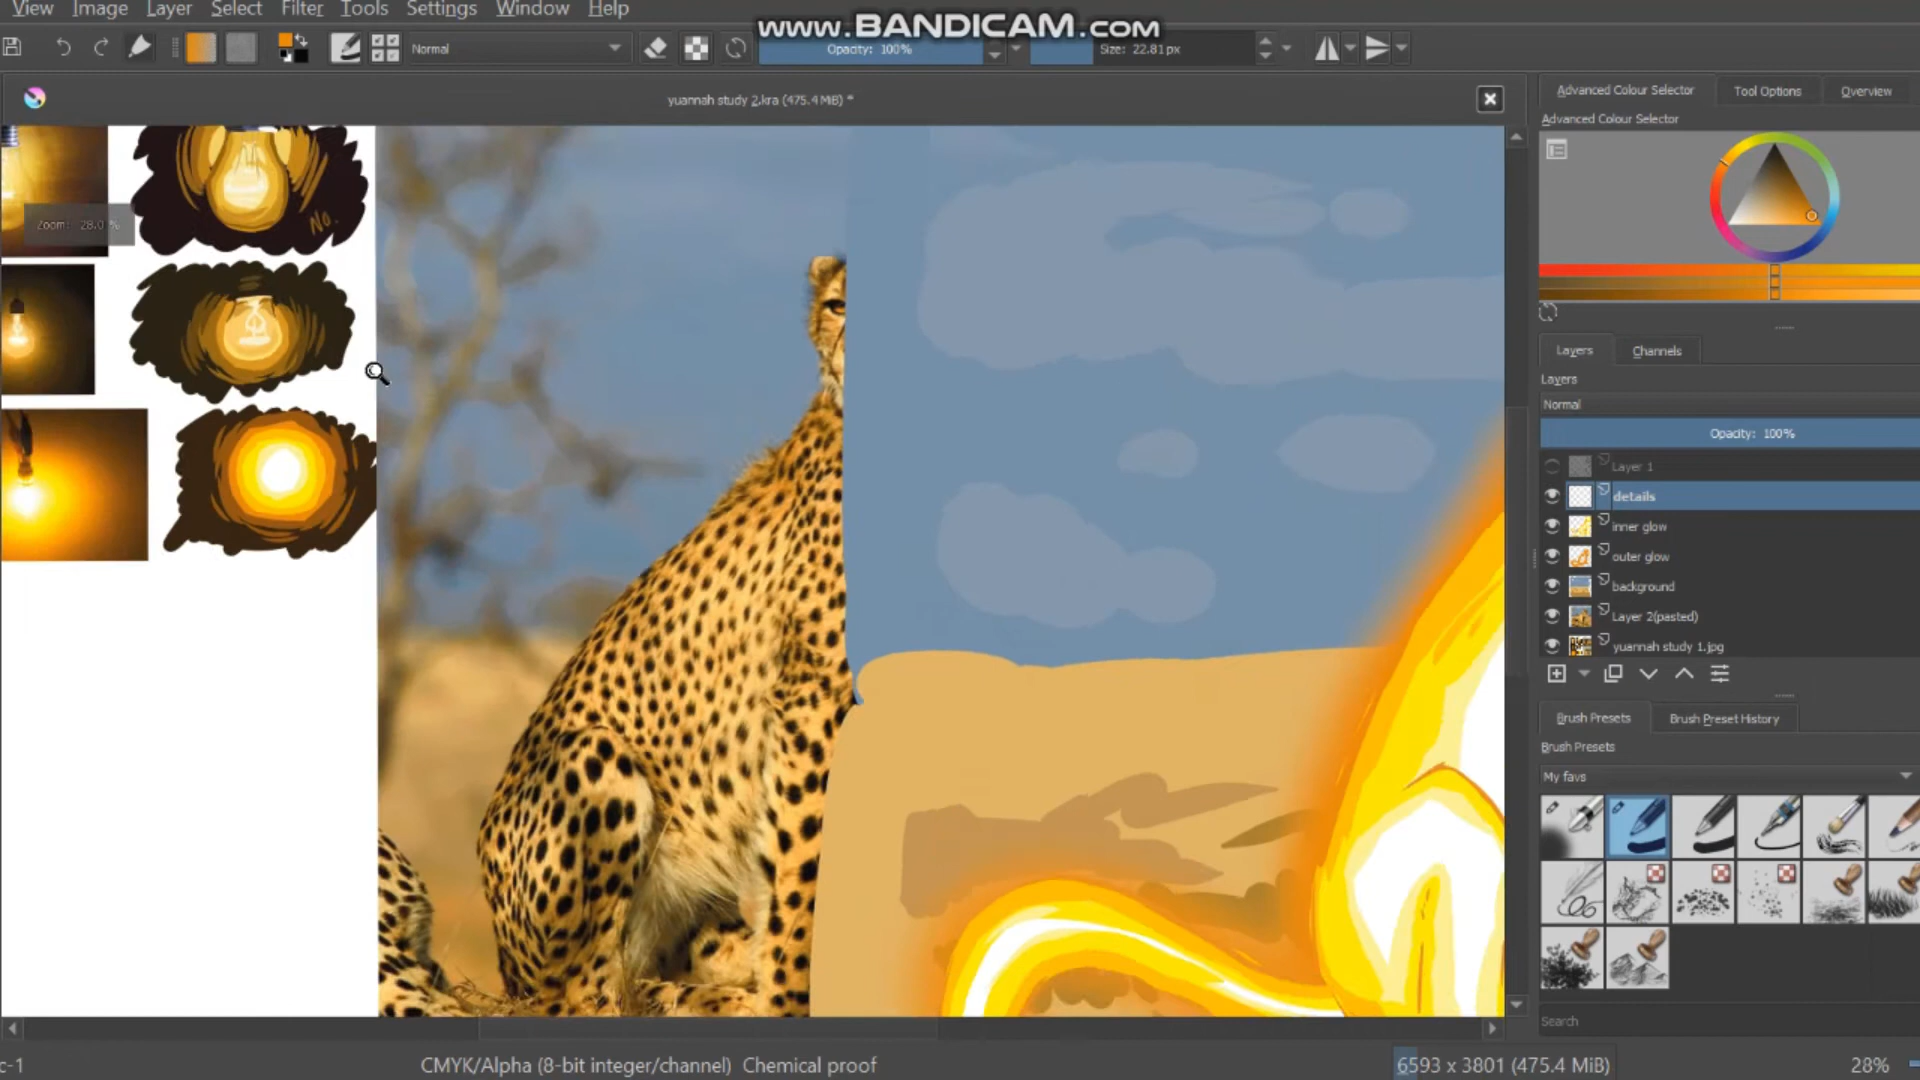 View Image Layer Select Filter Tools Settings Window Help
www.BANDICAM.com
Normal
Opacity: 100%
Size: 22.81 px
yuannah study 2.kra (475.4 MiB) *
Advanced Colour Selector
Tool Options
Overview
Advanced Colour Selector
Zoom: 28.0 %
No.
Layers
Channels
Layers
Normal
Opacity: 100%
Layer 1
details
inner glow
outer glow
background
Layer 2(pasted)
yuannah study 1.jpg
Brush Presets
Brush Preset History
Brush Presets
My favs
Search
c-1
CMYK/Alpha (8-bit integer/channel) Chemical proof
6593 x 3801 (475.4 MiB)
28%